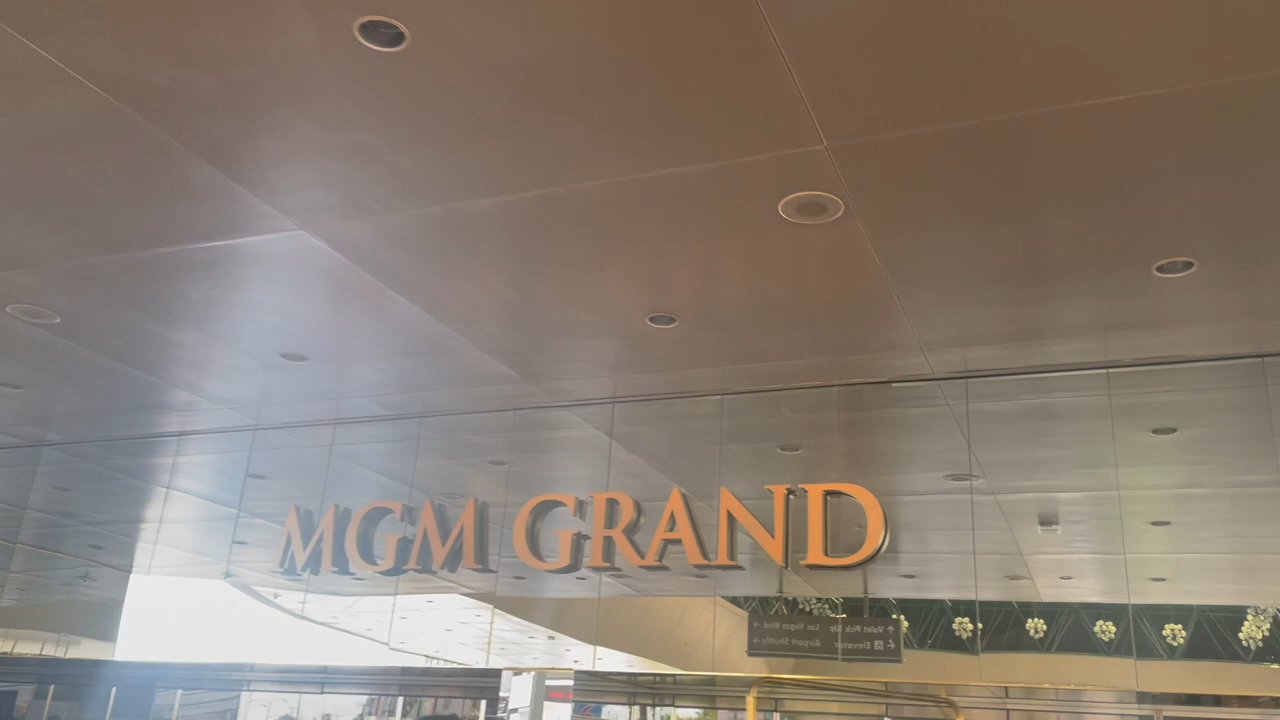 MGM GRAND
Valet Pick Up Las Vegas Blvd.
Elevator Airport Shuttle